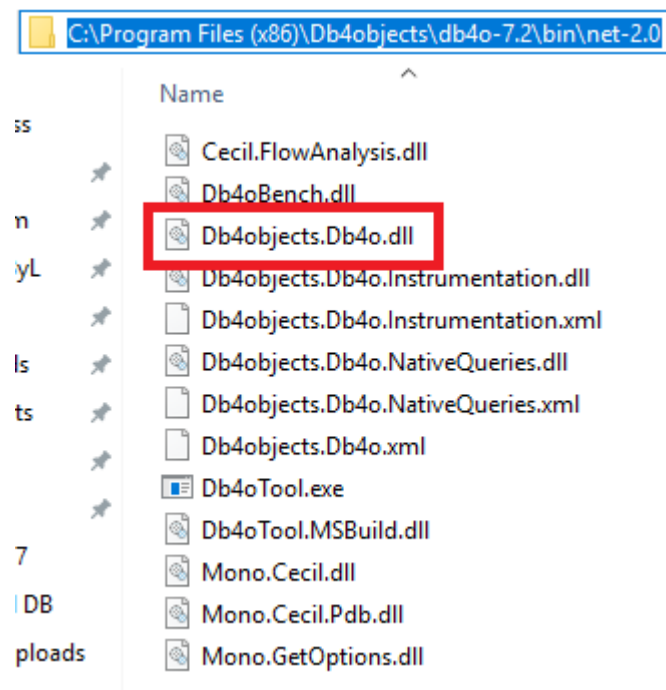 C:\Program Files (x86)\Db4objects\db4o-7.2\bin\net-2.0
Name
ss
Cecil.FlowAnalysis.dll
Db4oBench.dll
m
Db4objects.Db4o.dll
yL
Db4objects.Db4o.Instrumentation.dll
Db4objects.Db4o.Instrumentation.xml
ls
Db4objects.Db4o.NativeQueries.dll
ts
Db4objects.Db4o.NativeQueries.xml
Db4objects.Db4o.xml
Db4oTool.exe
Db4oTool.MSBuild.dll
7
Mono.Cecil.dll
DB
Mono.Cecil.Pdb.dll
ploads
Mono.GetOptions.dll